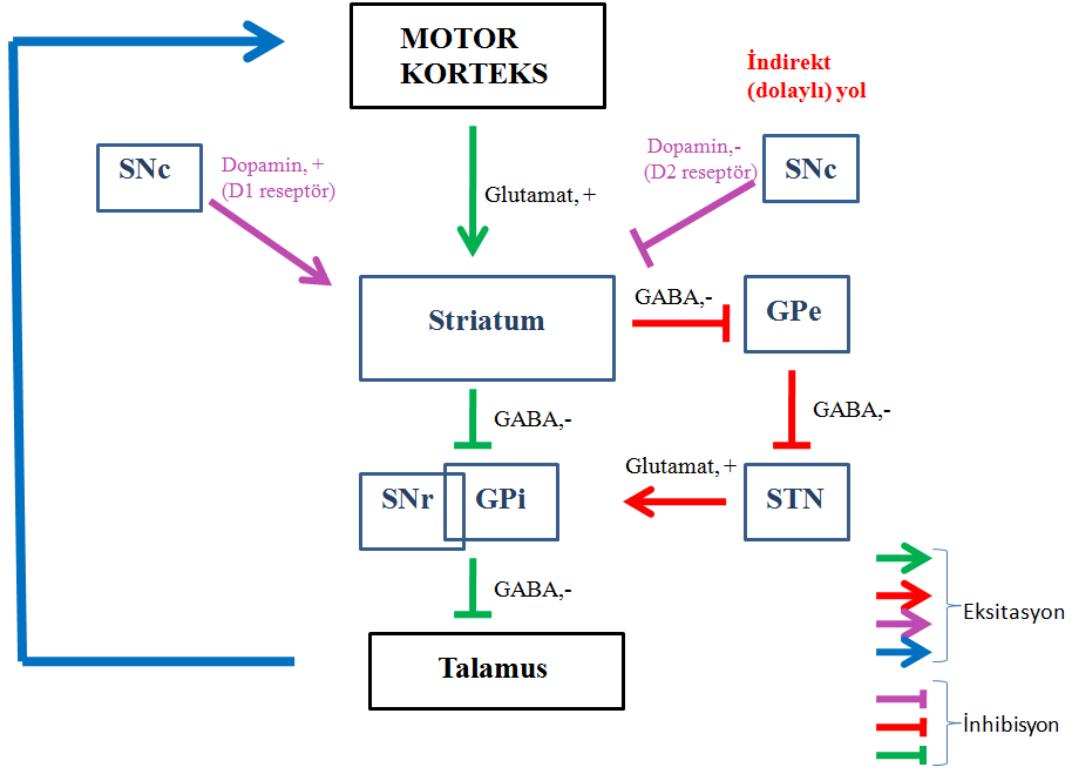 MOTOR
KORTEKS
İndirekt
(dolaylı) yol
SNc
Dopamin, +
(D1 reseptör)
Glutamat, +
Dopamin,-
(D2 reseptör)
SNc
Striatum
GABA,-
GPe
GABA,-
GABA,-
SNr
GPi
Glutamat, +
STN
GABA,-
Talamus
Eksitasyon
İnhibisyon